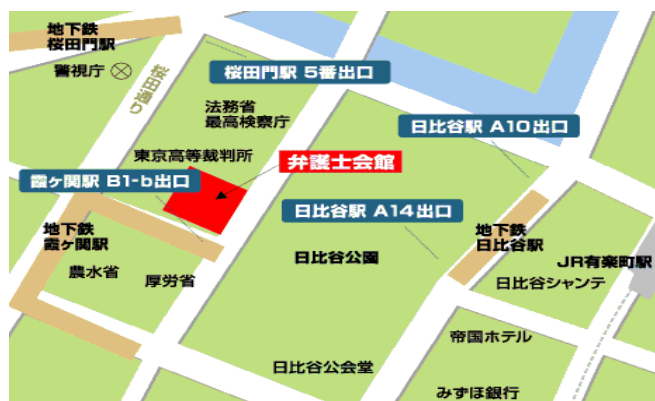 地下鉄
桜田門駅
警視庁
桜田通り
桜田門駅 5番出口
法務省
最高検察庁
日比谷駅 A10出口
東京高等裁判所
弁護士会館
霞ヶ関駅 B1-b出口
日比谷駅 A14出口
地下鉄
霞ヶ関駅
地下鉄
日比谷駅
日比谷公園
JR有楽町駅
農水省
厚労省
日比谷シャンテ
帝国ホテル
日比谷公会堂
みずほ銀行